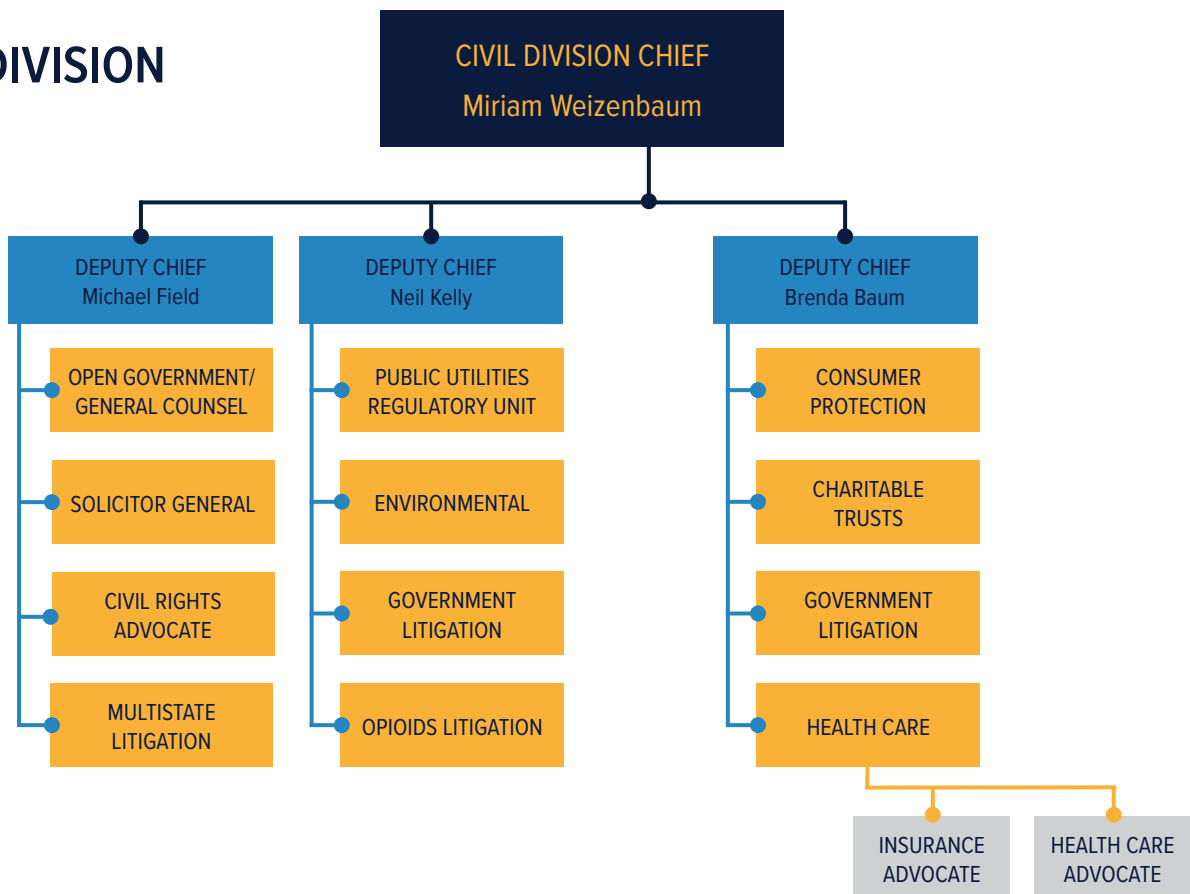 DIVISION
CIVIL DIVISION CHIEF
Miriam Weizenbaum
DEPUTY CHIEF
Michael Field
DEPUTY CHIEF
Neil Kelly
DEPUTY CHIEF
Brenda Baum
OPEN GOVERNMENT/
GENERAL COUNSEL
SOLICITOR GENERAL
CIVIL RIGHTS
ADVOCATE
MULTISTATE
LITIGATION
PUBLIC UTILITIES
REGULATORY UNIT
ENVIRONMENTAL
GOVERNMENT
LITIGATION
OPIOIDS LITIGATION
CONSUMER
PROTECTION
CHARITABLE
TRUSTS
GOVERNMENT
LITIGATION
HEALTH CARE
INSURANCE
ADVOCATE
HEALTH CARE
ADVOCATE